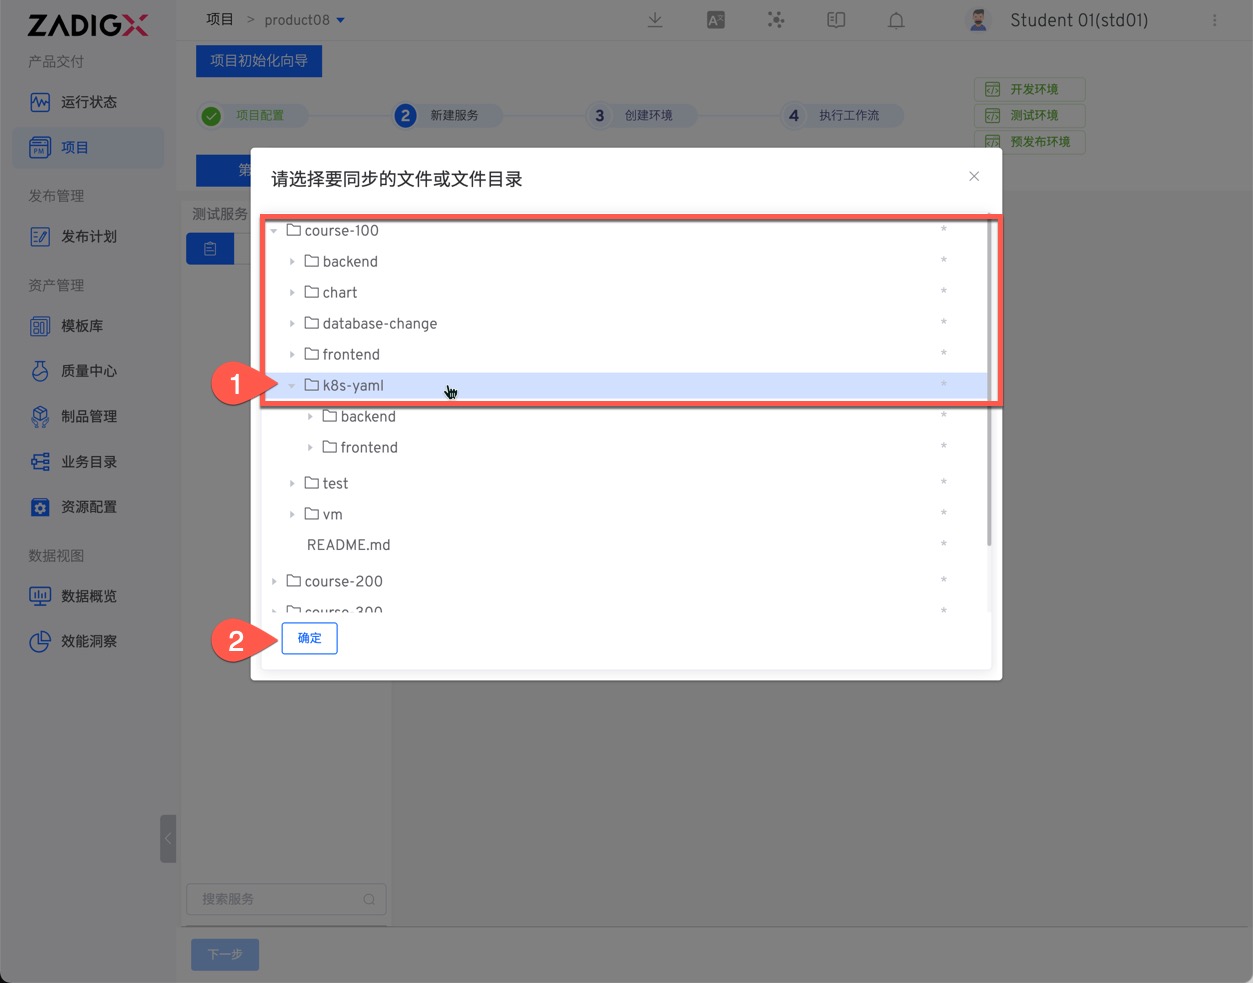 ZADIGX
项目 > product08
Student 01(std01)
产品交付
运行状态
项目
发布管理
发布计划
资产管理
模板库
质量中心
制品管理
业务目录
资源配置
数据视图
数据概览
效能洞察
项目初始化向导
项目配置
2 新建服务
3 创建环境
4 执行工作流
开发环境
测试环境
预发布环境
第
测试服务
请选择要同步的文件或文件目录
course-100 *
backend *
chart *
database-change *
frontend *
1
k8s-yaml *
backend *
frontend *
test *
vm *
README.md *
course-200 *
course-300 *
2
确定
搜索服务
下一步